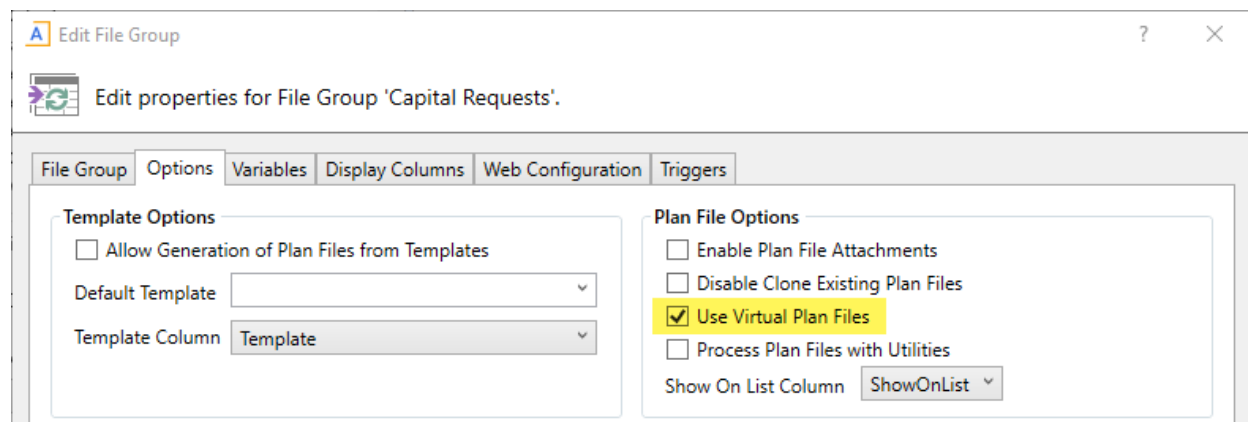 A Edit File Group ?
Edit properties for File Group 'Capital Requests'.
File Group Options Variables Display Columns Web Configuration Triggers
Template Options
Allow Generation of Plan Files from Templates
Default Template
Template Column Template
Plan File Options
Enable Plan File Attachments
Disable Clone Existing Plan Files
Use Virtual Plan Files
Process Plan Files with Utilities
Show On List Column ShowOnList